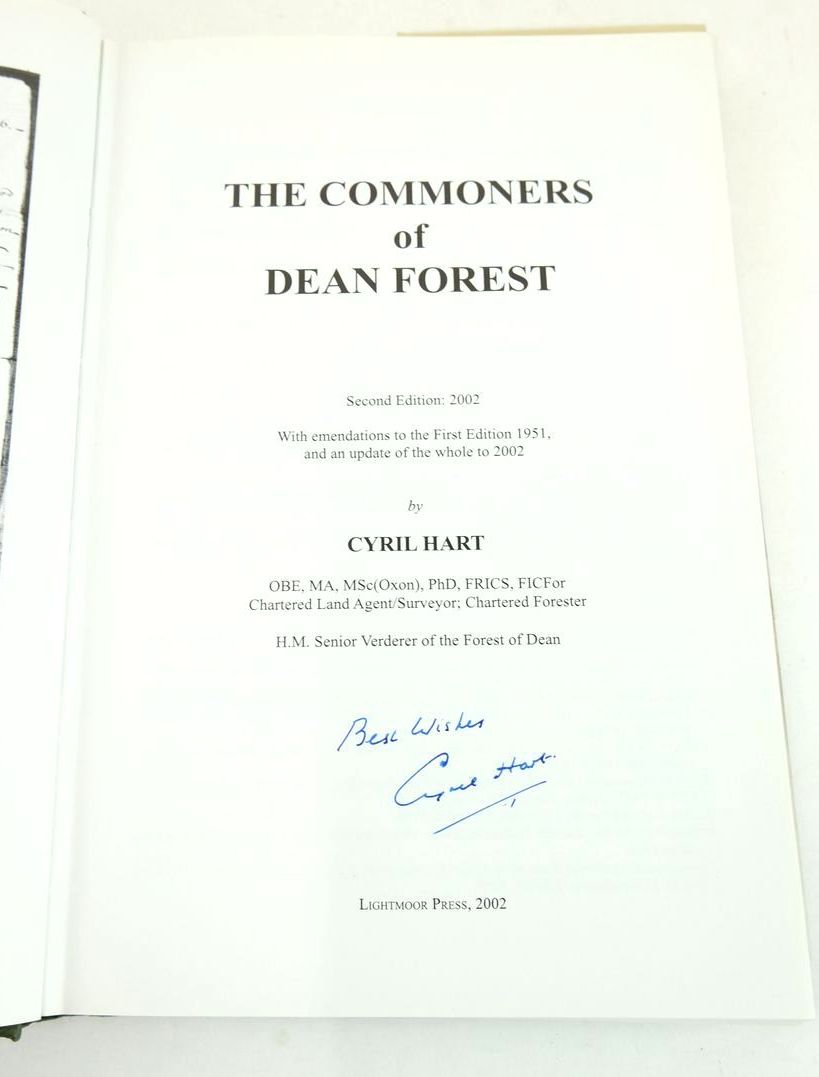 THE COMMONERS
of
DEAN FOREST
Second Edition: 2002
With emendations to the First Edition 1951,
and an update of the whole to 2002
by
CYRIL HART
OBE, MA, MSc(Oxon), PhD, FRICS, FICFor
Chartered Land Agent/Surveyor; Chartered Forester
H.M. Senior Verderer of the Forest of Dean
Best Wishes
Cyril Hart.
LIGHTMOOR PRESS, 2002